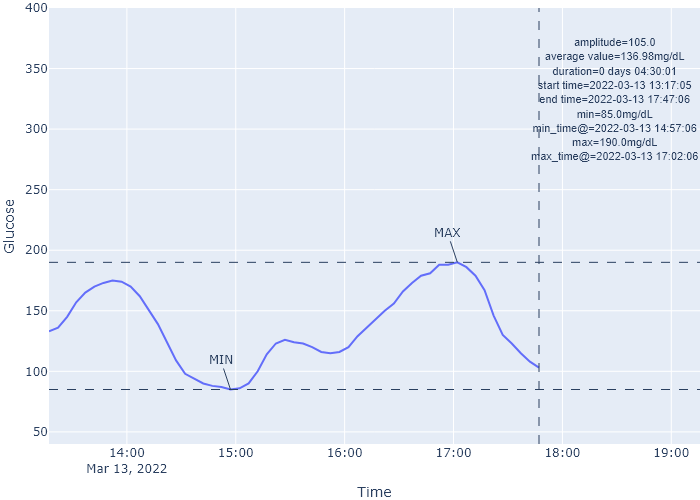 400
350
300
250
200
150
100
50
Glucose
amplitude=105.0
average value=136.98mg/dL
duration=0 days 04:30:01
start time=2022-03-13 13:17:05
end time=2022-03-13 17:47:06
min=85.0mg/dL
min_time@=2022-03-13 14:57:06
max=190.0mg/dL
max_time@=2022-03-13 17:02:06
MAX
MIN
14:00 15:00 16:00 17:00 18:00 19:00
Mar 13, 2022
Time